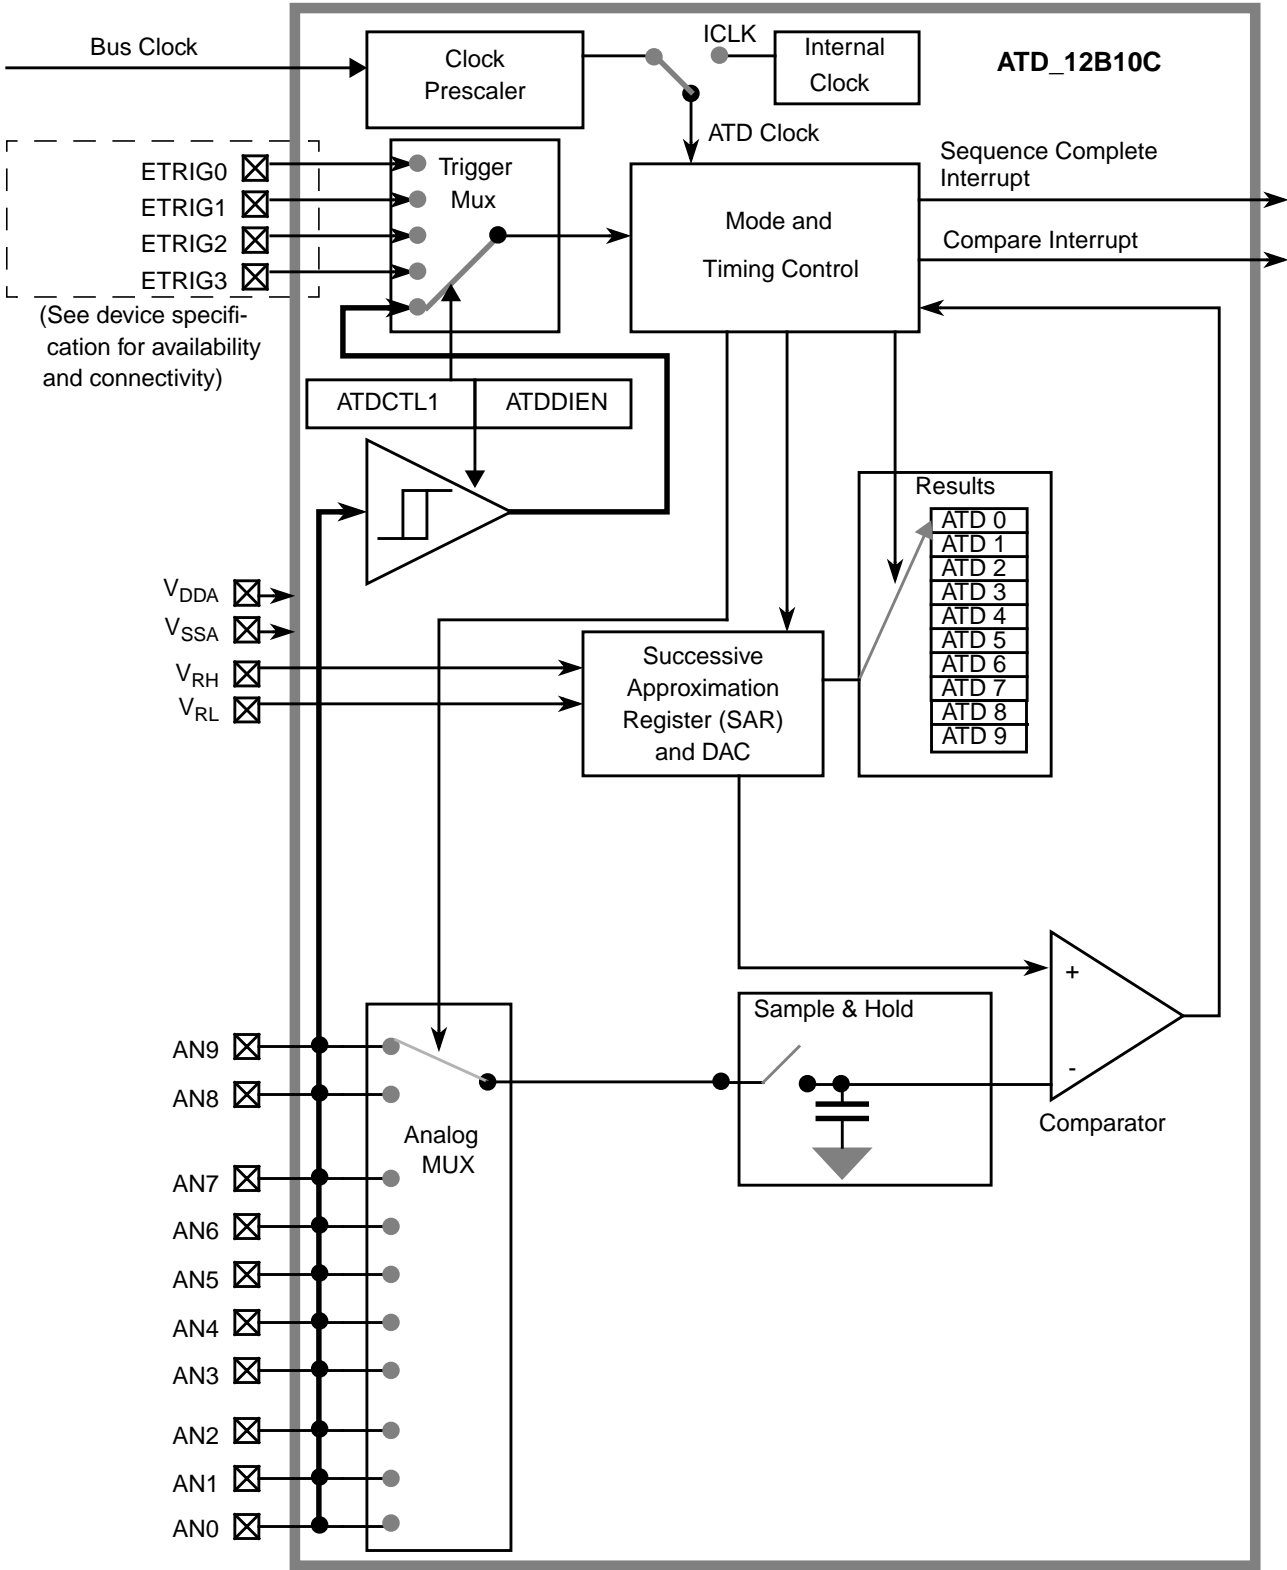 Bus Clock
Clock
Prescaler
ICLK
Internal
Clock
ATD_12B10C
ATD Clock
ETRIG0
ETRIG1
ETRIG2
ETRIG3
(See device specifi-
cation for availability
and connectivity)
Trigger
Mux
Mode and
Timing Control
Sequence Complete
Interrupt
Compare Interrupt
ATDCTL1
ATDDIEN
Results
ATD 0
ATD 1
ATD 2
ATD 3
ATD 4
ATD 5
ATD 6
ATD 7
ATD 8
ATD 9
VDDA
VSSA
VRH
VRL
Successive
Approximation
Register (SAR)
and DAC
Sample & Hold
+
-
Comparator
AN9
AN8
AN7
AN6
AN5
AN4
AN3
AN2
AN1
AN0
Analog
MUX